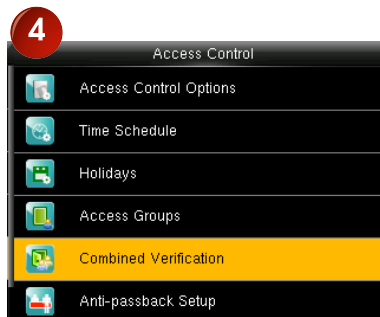 4
Access Control
Access Control Options
Time Schedule
Holidays
Access Groups
Combined Verification
Anti-passback Setup